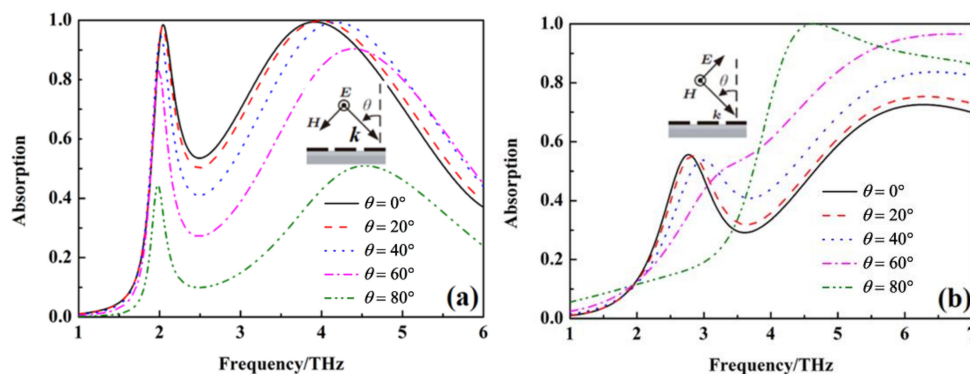 1.0
0.8
0.6
0.4
0.2
0.0
Absorption
1 2 3 4 5 6
Frequency/THz
E
θ
H
k
θ = 0°
θ = 20°
θ = 40°
θ = 60°
θ = 80°
(a)
1.0
0.8
0.6
0.4
0.2
0.0
Absorption
1 2 3 4 5 6 7
Frequency/THz
E
θ
H
k
θ = 0°
θ = 20°
θ = 40°
θ = 60°
θ = 80°
(b)